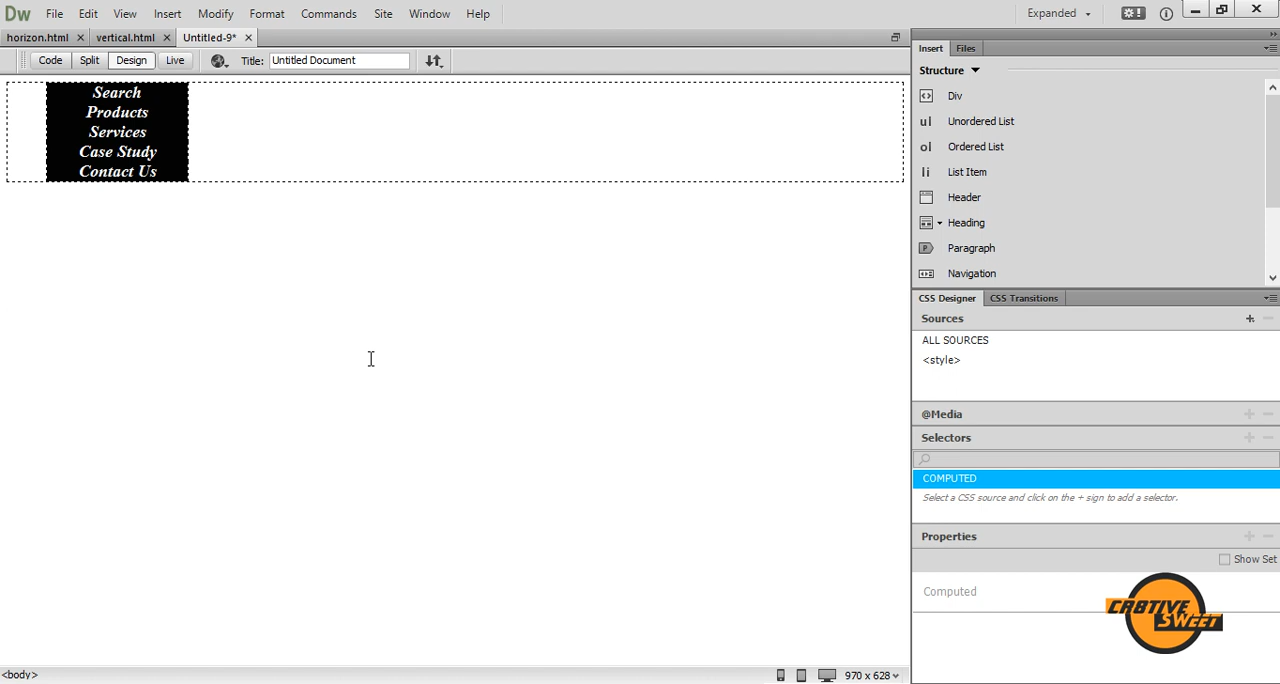 Dw File Edit View Insert Modify Format Commands Site Window Help Expanded
horizon.html vertical.html Untitled-9*
Code Split Design Live Title: Untitled Document
Search
Products
Services
Case Study
Contact Us
Insert Files
Structure
Div
ul Unordered List
ol Ordered List
li List Item
Header
Heading
P Paragraph
Navigation
CSS Designer CSS Transitions
Sources
ALL SOURCES
<style>
@Media
Selectors
COMPUTED
Select a CSS source and click on the + sign to add a selector.
Properties
Show Set
Computed
CR8TIVE
SWEET
<body> 970 x 628